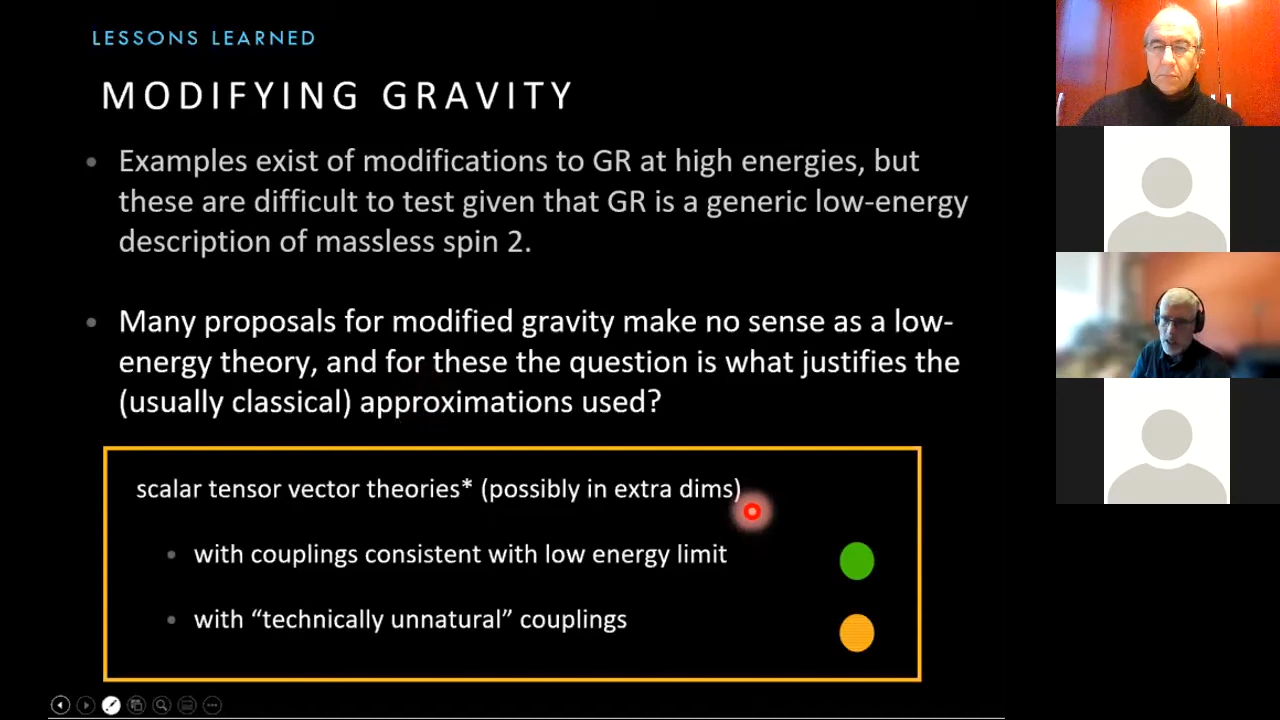 LESSONS LEARNED
MODIFYING GRAVITY
• Examples exist of modifications to GR at high energies, but
these are difficult to test given that GR is a generic low-energy
description of massless spin 2.
• Many proposals for modified gravity make no sense as a low-
energy theory, and for these the question is what justifies the
(usually classical) approximations used?
scalar tensor vector theories* (possibly in extra dims)
• with couplings consistent with low energy limit
• with “technically unnatural” couplings